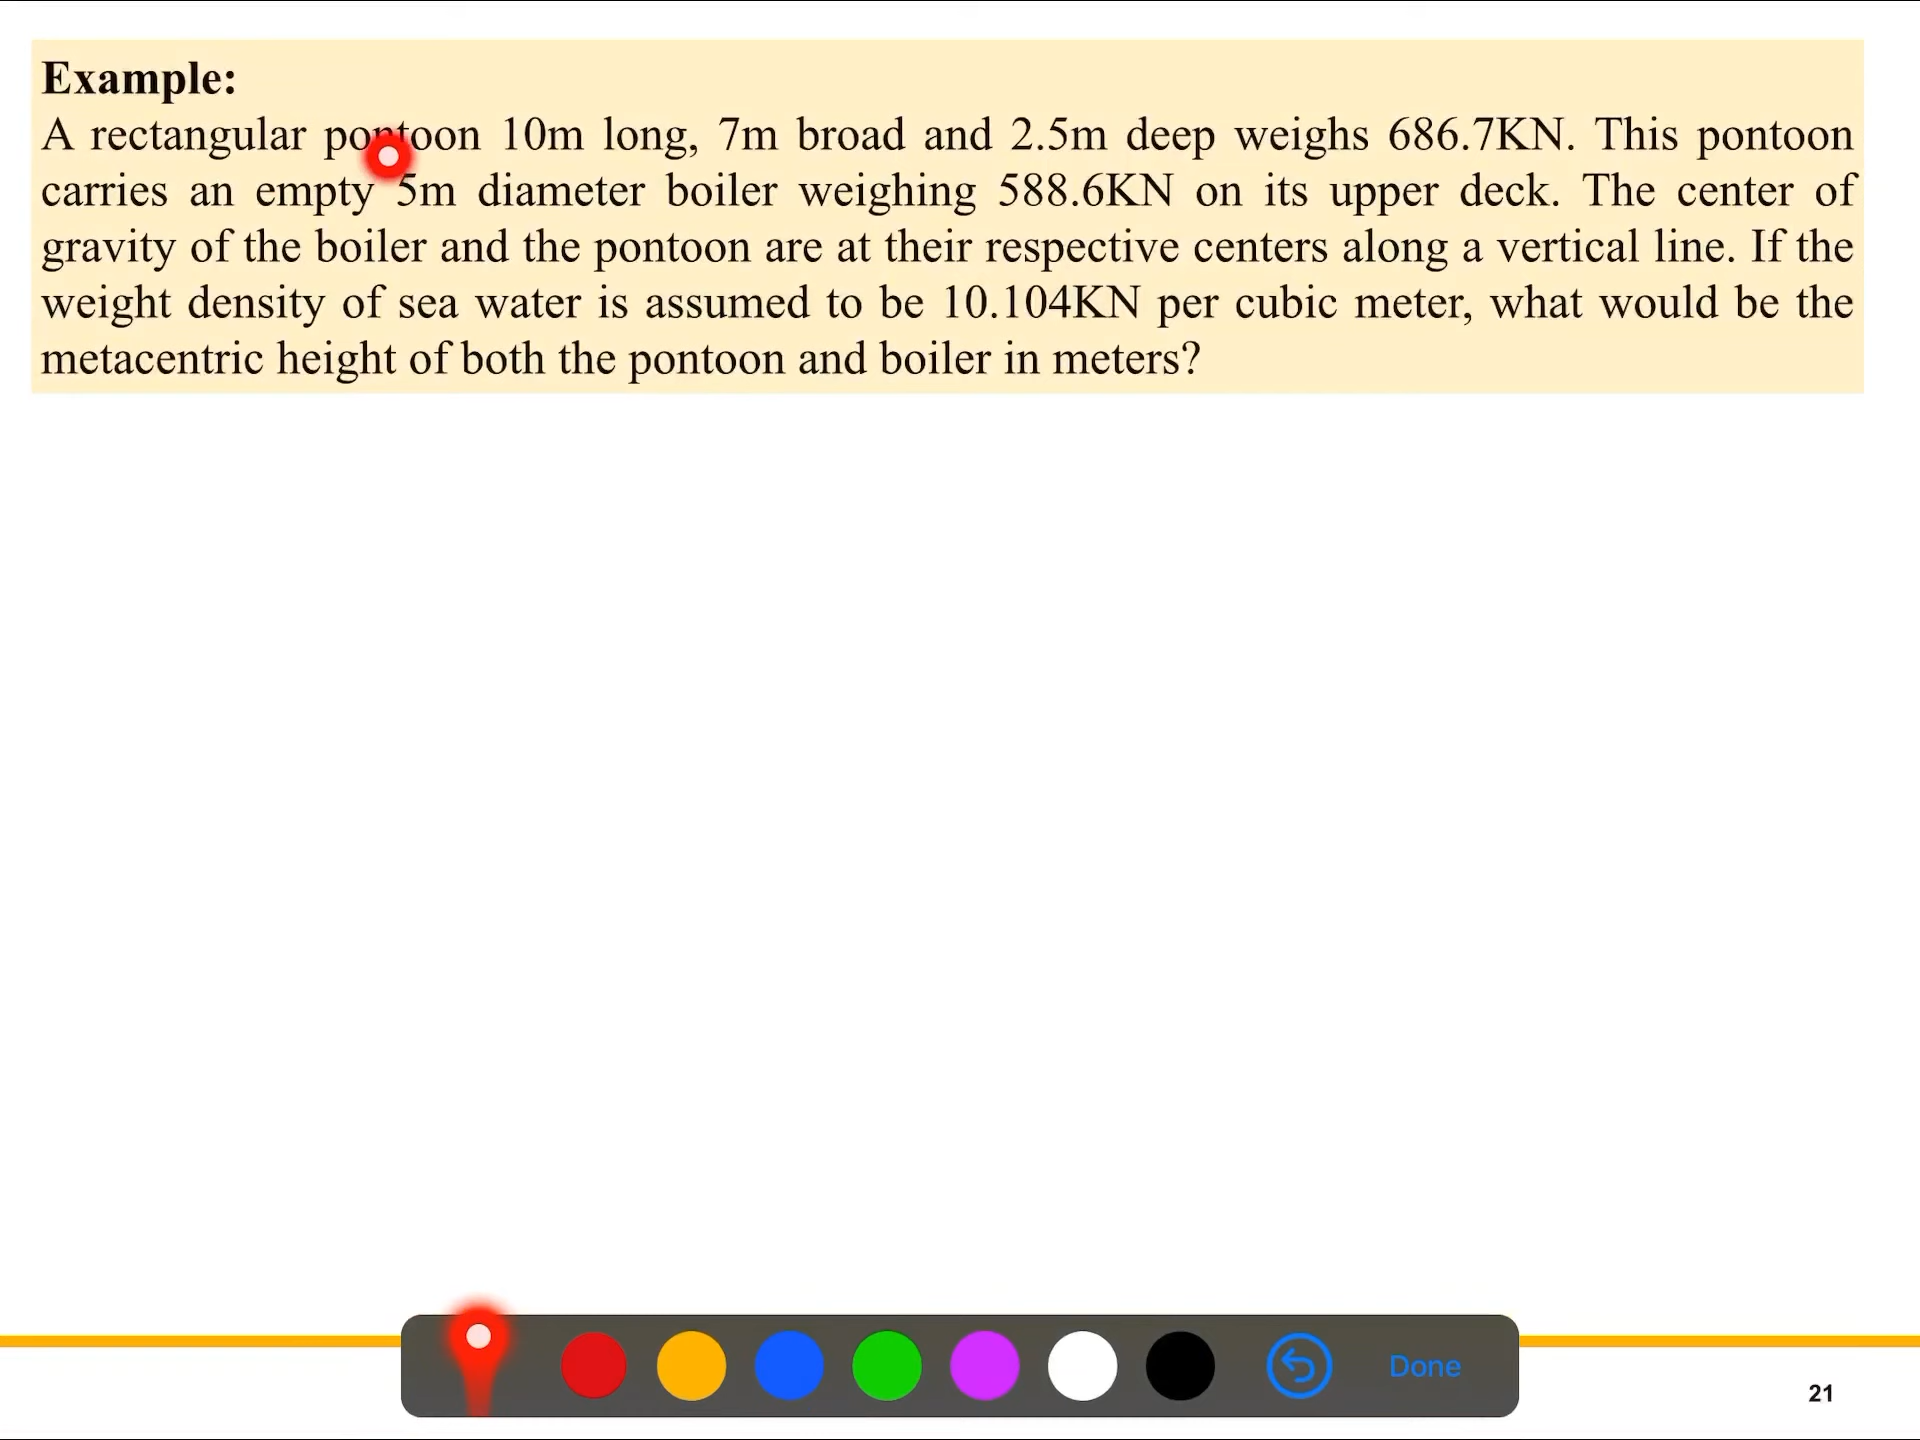 Example:
A rectangular pontoon 10m long, 7m broad and 2.5m deep weighs 686.7KN. This pontoon
carries an empty 5m diameter boiler weighing 588.6KN on its upper deck. The center of
gravity of the boiler and the pontoon are at their respective centers along a vertical line. If the
weight density of sea water is assumed to be 10.104KN per cubic meter, what would be the
metacentric height of both the pontoon and boiler in meters?
Done
21